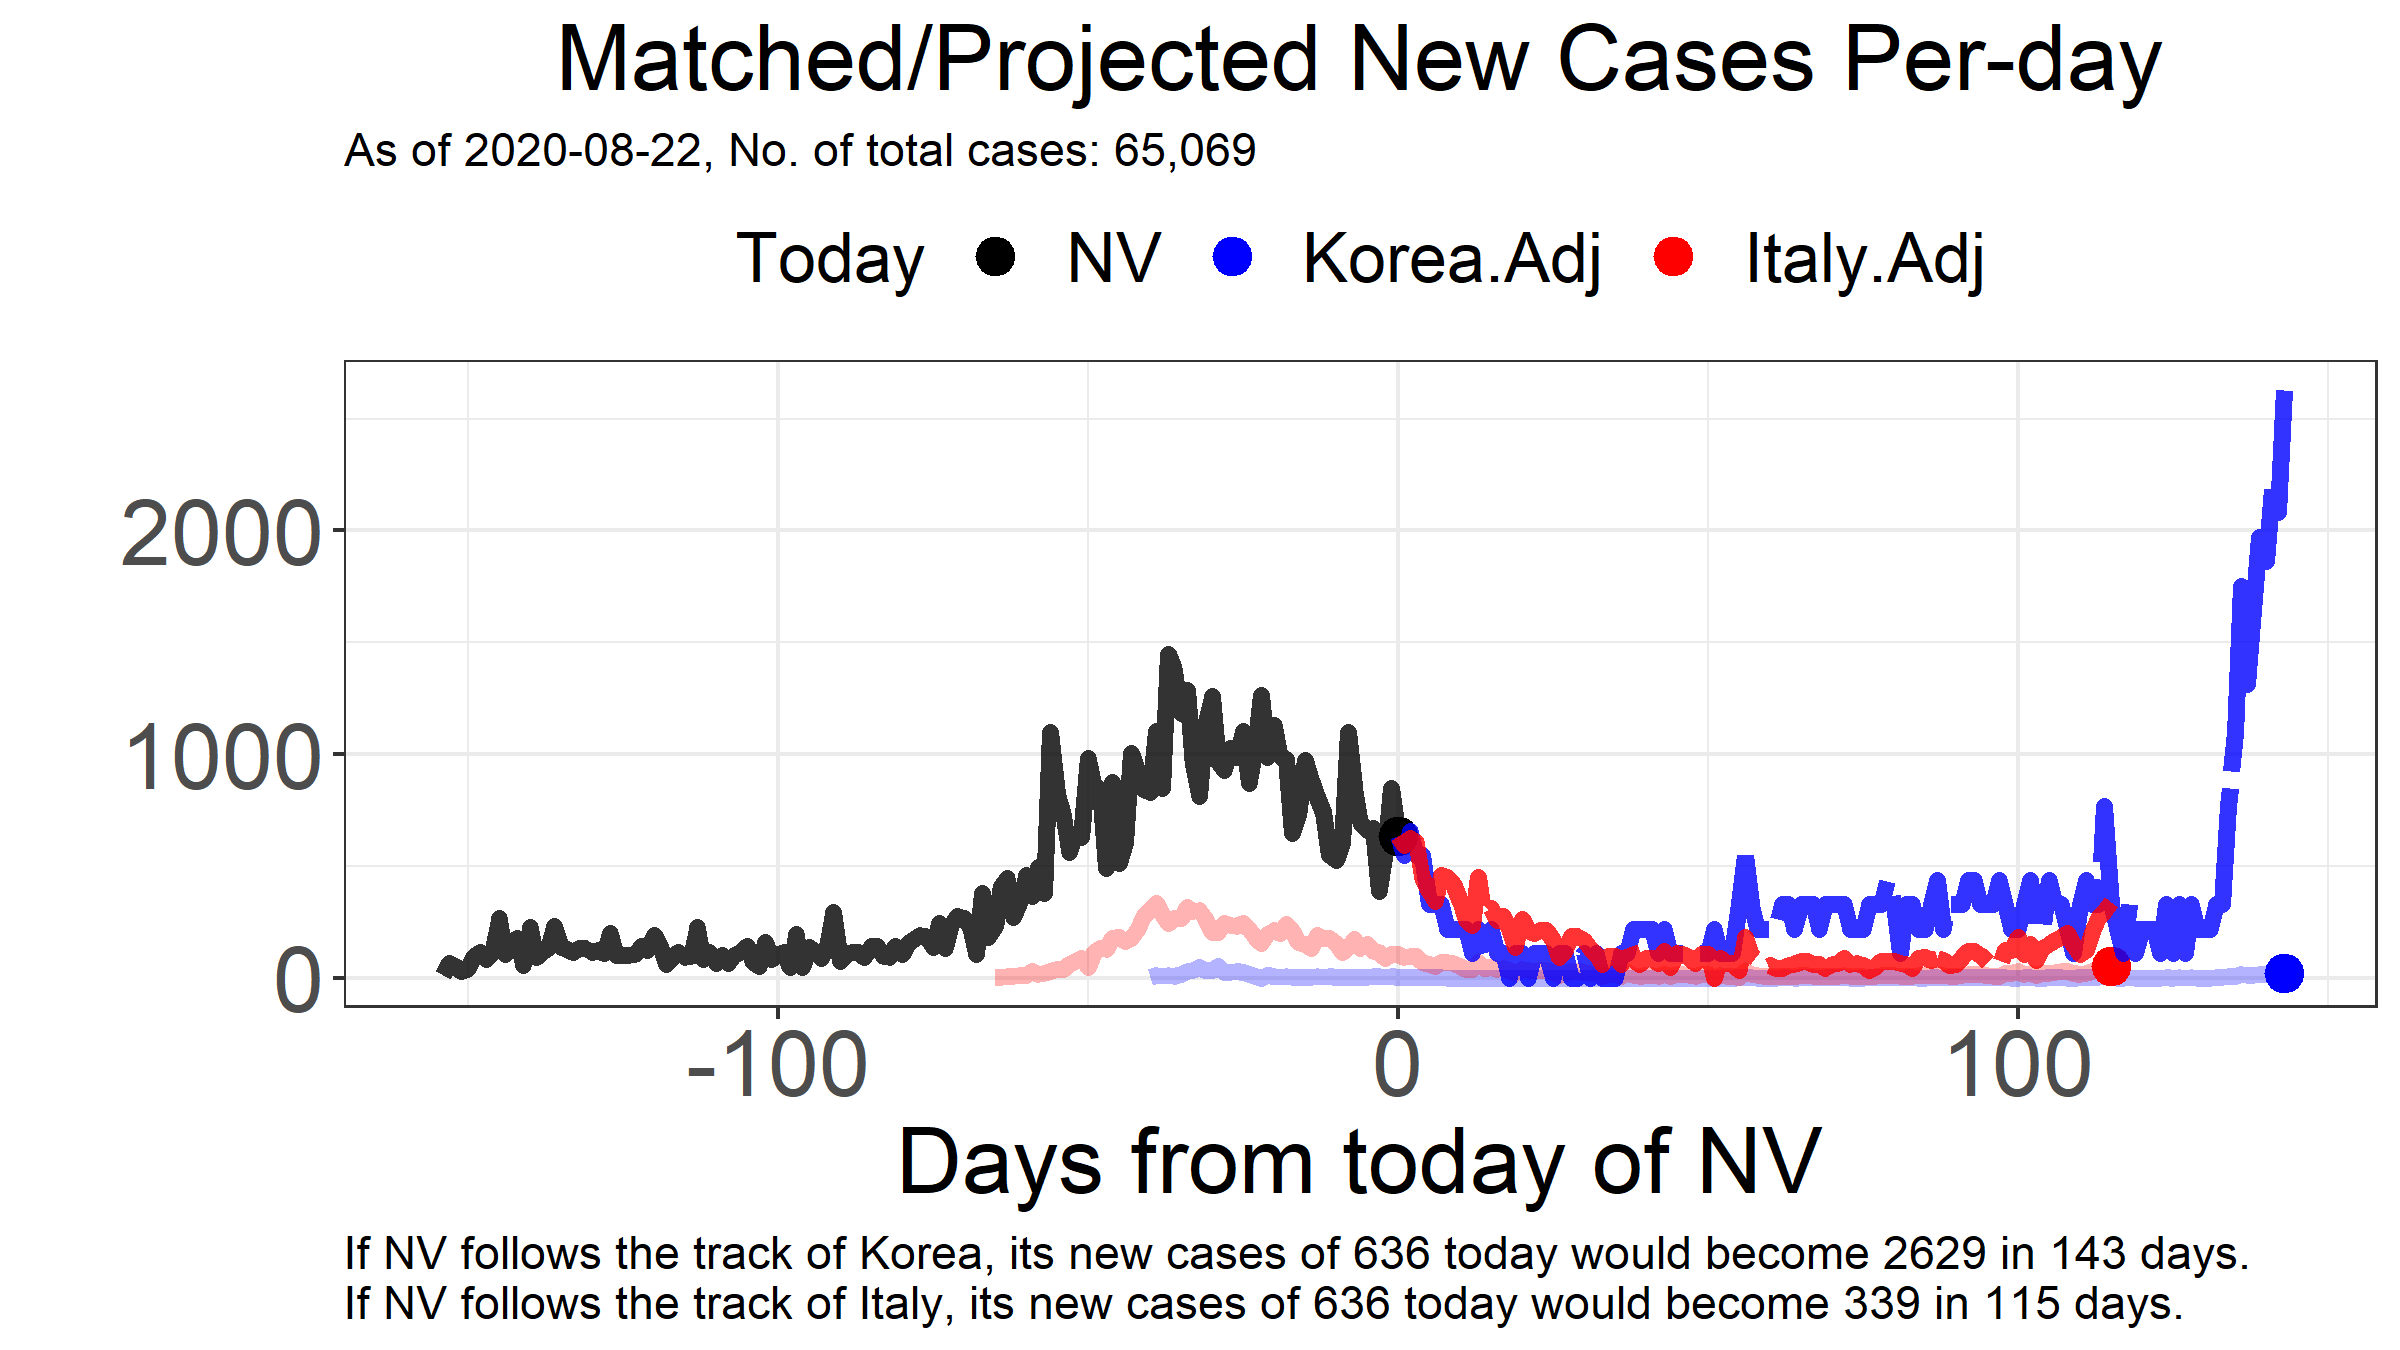 Matched/Projected New Cases Per-day
As of 2020-08-22, No. of total cases: 65,069
Today NV Korea.Adj Italy.Adj
2000
1000
0
-100 0 100
Days from today of NV
If NV follows the track of Korea, its new cases of 636 today would become 2629 in 143 days.
If NV follows the track of Italy, its new cases of 636 today would become 339 in 115 days.